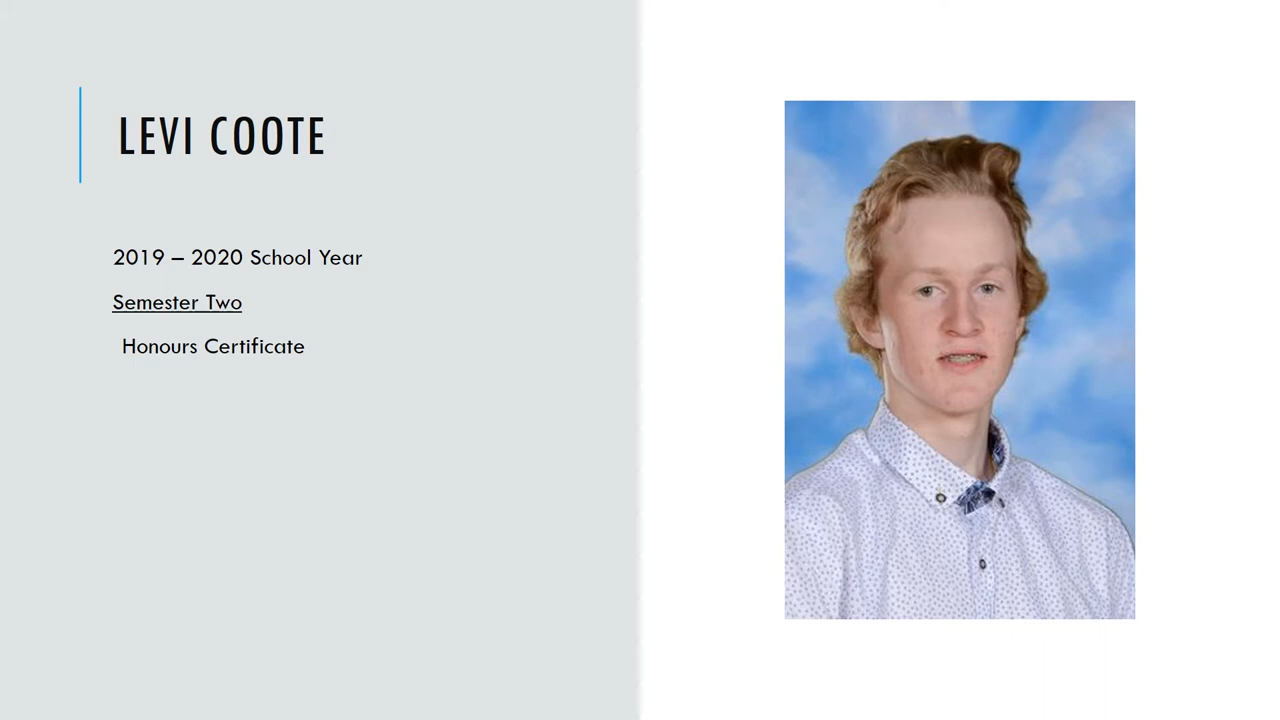 LEVI COOTE
2019 – 2020 School Year
Semester Two
Honours Certificate